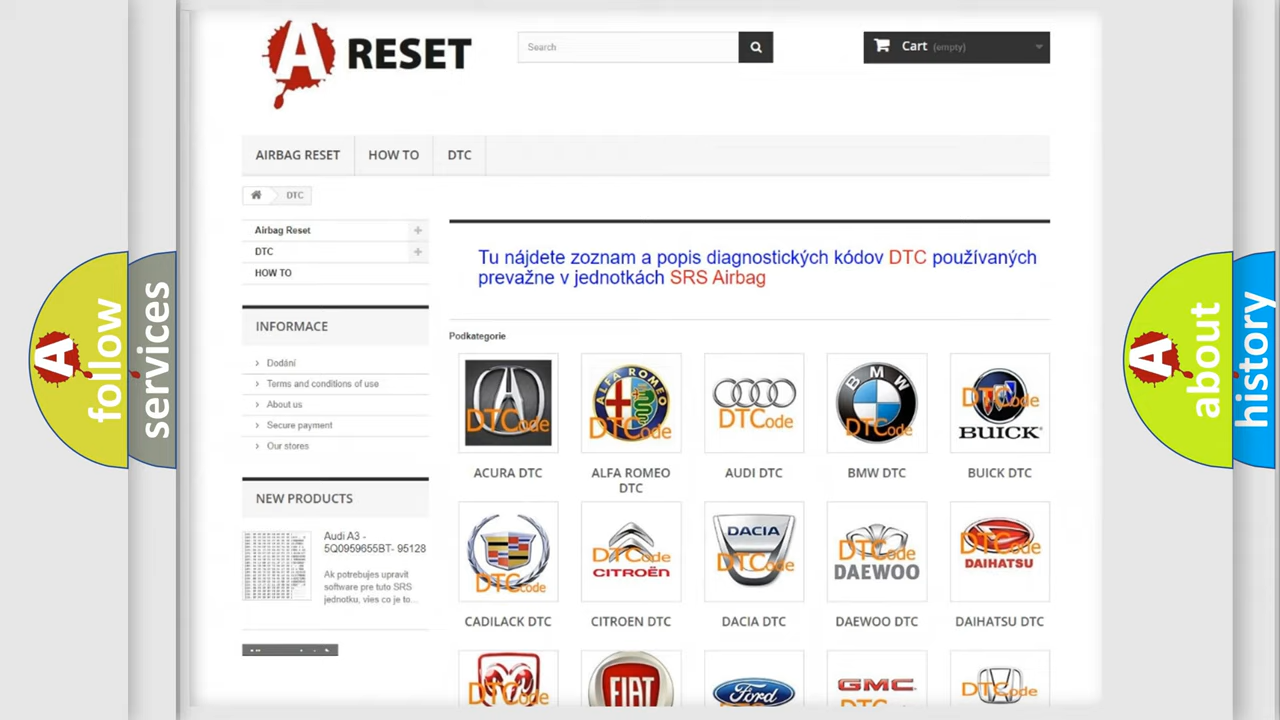 A RESET
Search
Cart (empty)
AIRBAG RESET
HOW TO
DTC
DTC
Airbag Reset
DTC
HOW TO
Tu nájdete zoznam a popis diagnostických kódov DTC používaných
prevažne v jednotkách SRS Airbag
INFORMACE
Dodání
Terms and conditions of use
About us
Secure payment
Our stores
NEW PRODUCTS
Audi A3 -
5Q0959655BT- 95128
Ak potrebujes upravit
software pre tuto SRS
jednotku, vies co je to...
Podkategorie
DTCode
ALFA ROMEO
DTCode
DTCode
BMW
DTCode
DTCode
BUICK
ACURA DTC
ALFA ROMEO
DTC
AUDI DTC
BMW DTC
BUICK DTC
DTCode
DTCode
CITROËN
DACIA
DTCode
DTCode
DAEWOO
DTCode
DAIHATSU
CADILACK DTC
CITROEN DTC
DACIA DTC
DAEWOO DTC
DAIHATSU DTC
DTCode
FIAT
Ford
GMC
DTCode
A follow
services
A about
history